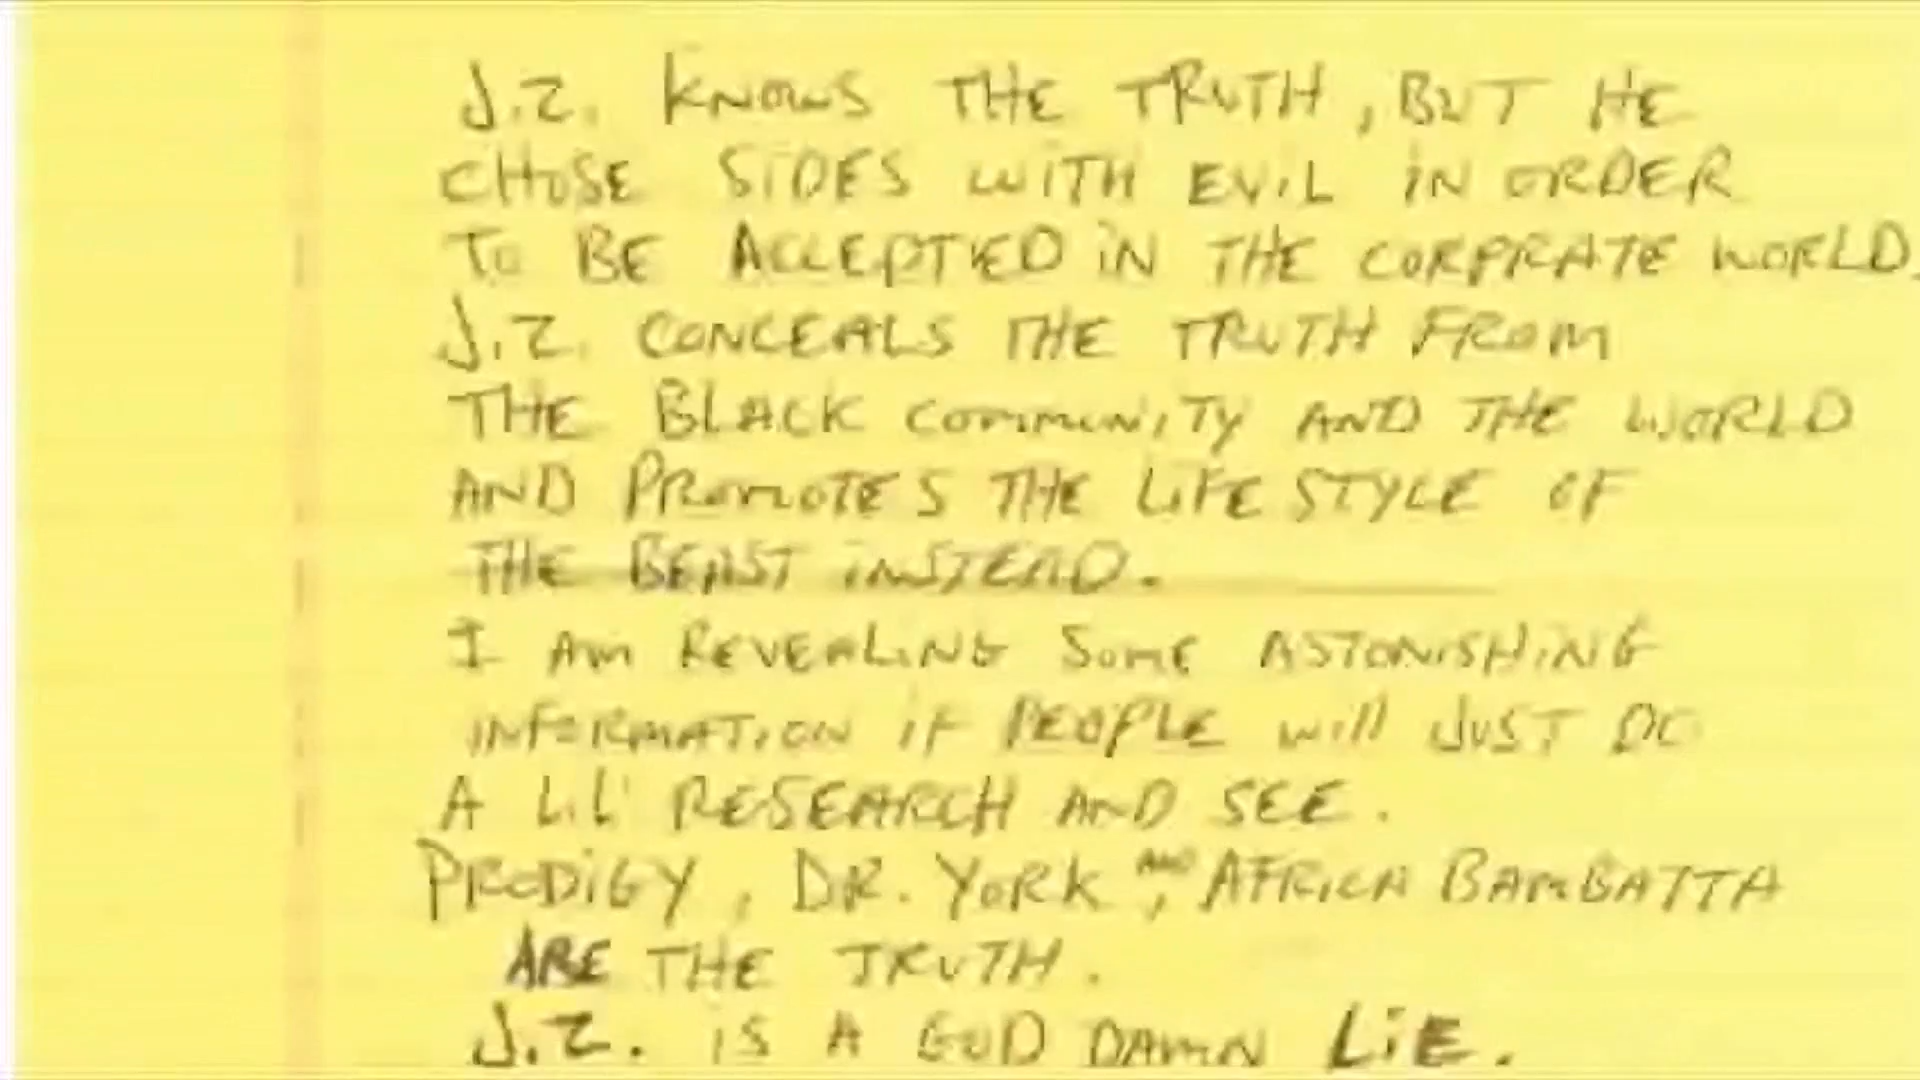 J.Z. KNOWS THE TRUTH, BUT HE
CHOSE SIDES WITH EVIL IN ORDER
TO BE ACCEPTED IN THE CORPRATE WORLD.
J.Z. CONCEALS THE TRUTH FROM
THE BLACK COMMUNITY AND THE WORLD
AND PROMOTES THE LIFE STYLE OF
THE BEAST INSTEAD.
I AM REVEALING SOME ASTONISHING
INFORMATION IF PEOPLE will JUST DO
A LIL' RESEARCH AND SEE.
PRODIGY, DR. YORK, AND AFRICA BAMBATTA
ARE THE TRUTH.
J.Z. IS A GOD DAMN LIE.